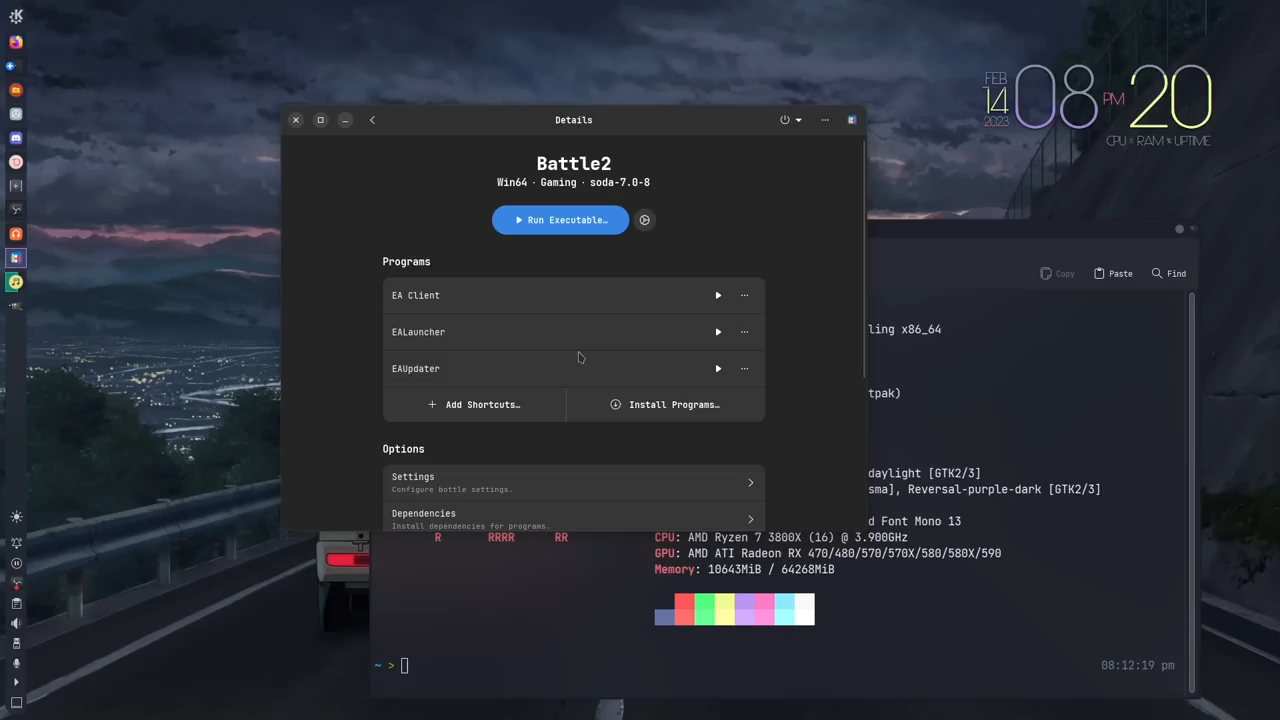 FEB
14
2023
08
PM
20
CPU RAM UPTIME
Details
Battle2
Win64 · Gaming · soda-7.0-8
Run Executable…
Programs
EA Client
EALauncher
EAUpdater
Add Shortcuts…
Install Programs…
Options
Settings
Configure bottle settings.
Dependencies
Install dependencies for programs.
Copy
Paste
Find
ling x86_64
tpak)
daylight [GTK2/3]
sma], Reversal-purple-dark [GTK2/3]
d Font Mono 13
R RRRR RR
CPU: AMD Ryzen 7 3800X (16) @ 3.900GHz
GPU: AMD ATI Radeon RX 470/480/570/570X/580/580X/590
Memory: 10643MiB / 64268MiB
~ >
08:12:19 pm